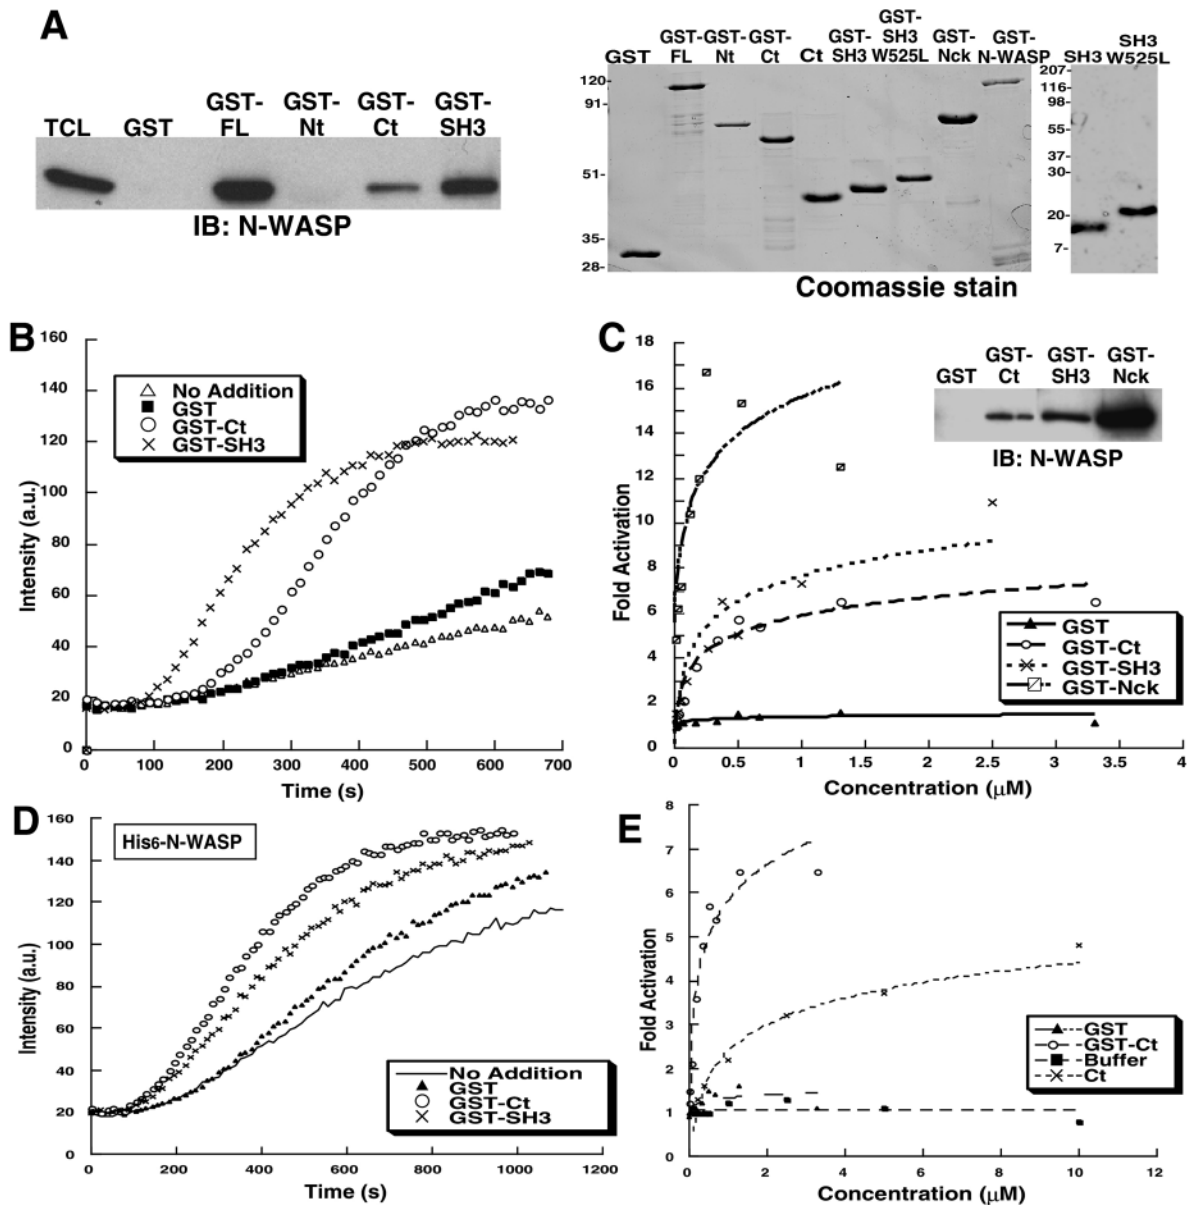 A
TCL GST GST-FL GST-Nt GST-Ct GST-SH3
IB: N-WASP
GST GST-FL GST-Nt GST-Ct Ct GST-SH3 GST-SH3 W525L GST-Nck GST-N-WASP
120-
91-
51-
35-
28-
SH3 SH3 W525L
207-
116-
98-
55-
37-
30-
20-
7-
Coomassie stain
B
160
140
120
100
80
60
40
20
0
Intensity (a.u.)
No Addition
GST
GST-Ct
GST-SH3
0 100 200 300 400 500 600 700
Time (s)
C
18
16
14
12
10
8
6
4
2
0
Fold Activation
GST GST-Ct GST-SH3 GST-Nck
IB: N-WASP
GST
GST-Ct
GST-SH3
GST-Nck
0 0.5 1 1.5 2 2.5 3 3.5 4
Concentration (μM)
D
His6-N-WASP
160
140
120
100
80
60
40
20
0
Intensity (a.u.)
No Addition
GST
GST-Ct
GST-SH3
0 200 400 600 800 1000 1200
Time (s)
E
8
7
6
5
4
3
2
1
0
Fold Activation
GST
GST-Ct
Buffer
Ct
0 2 4 6 8 10 12
Concentration (μM)